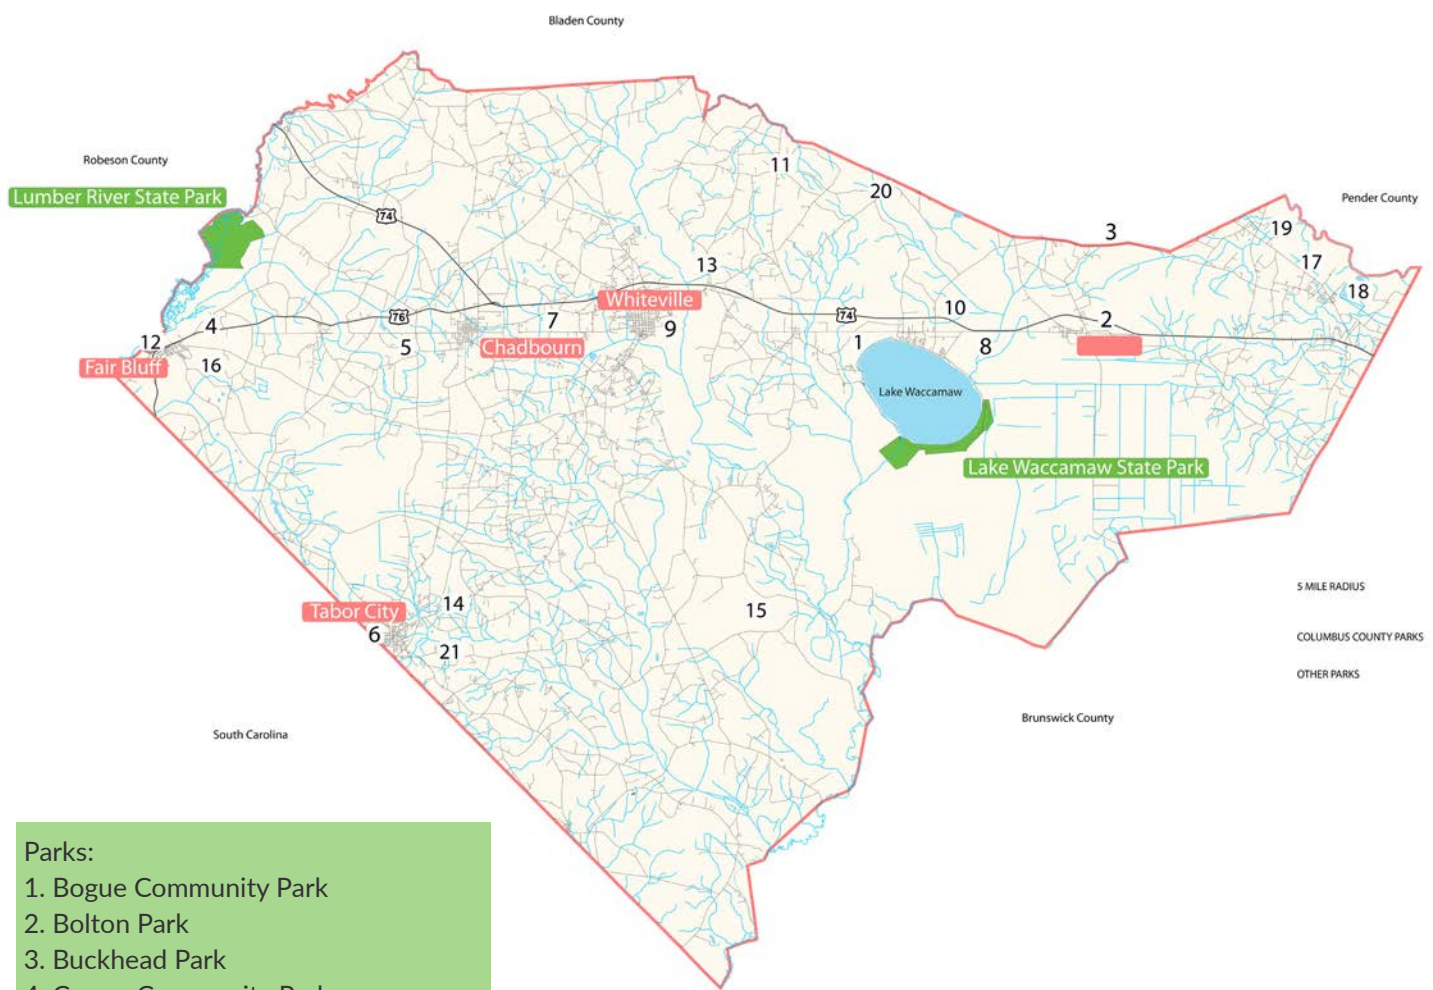 Bladen County
Robeson County
Lumber River State Park
Pender County
11
20
3
19
17
18
74
13
Whiteville
10
2
76
7
9
74
4
12
5
Chadbourn
1
8
Fair Bluff
16
Lake Waccamaw
Lake Waccamaw State Park
5 MILE RADIUS
14
15
Tabor City
6
21
COLUMBUS COUNTY PARKS
OTHER PARKS
Brunswick County
South Carolina
Parks:
1. Bogue Community Park
2. Bolton Park
3. Buckhead Park